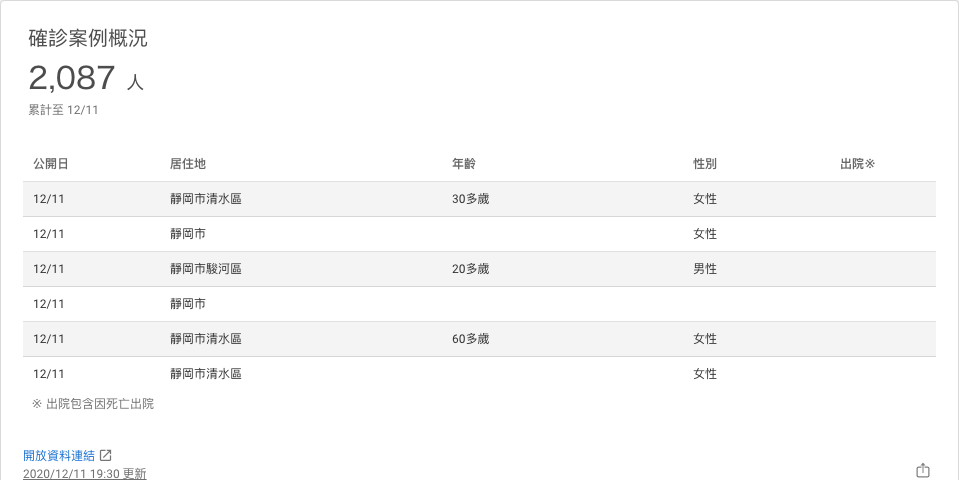 確診案例概況
2,087 人
累計至 12/11
公開日 居住地 年齡 性別 出院※
12/11 靜岡市清水區 30多歲 女性
12/11 靜岡市 女性
12/11 靜岡市駿河區 20多歲 男性
12/11 靜岡市
12/11 靜岡市清水區 60多歲 女性
12/11 靜岡市清水區 女性
※ 出院包含因死亡出院
開放資料連結
2020/12/11 19:30 更新